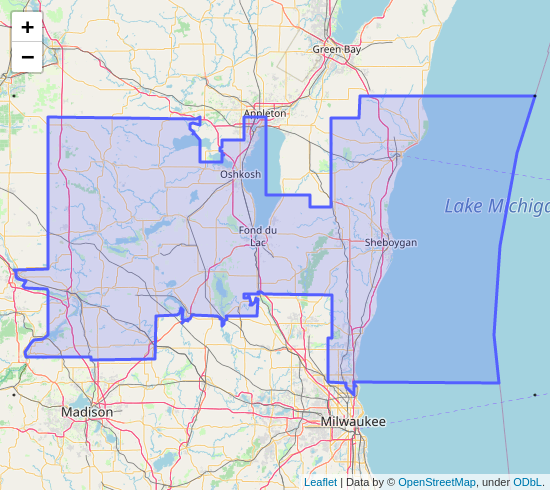 +
−
Green Bay
Appleton
Oshkosh
Lake Michiga
Fond du
Lac
Sheboygan
Madison
Milwaukee
Leaflet | Data by © OpenStreetMap, under ODbL.